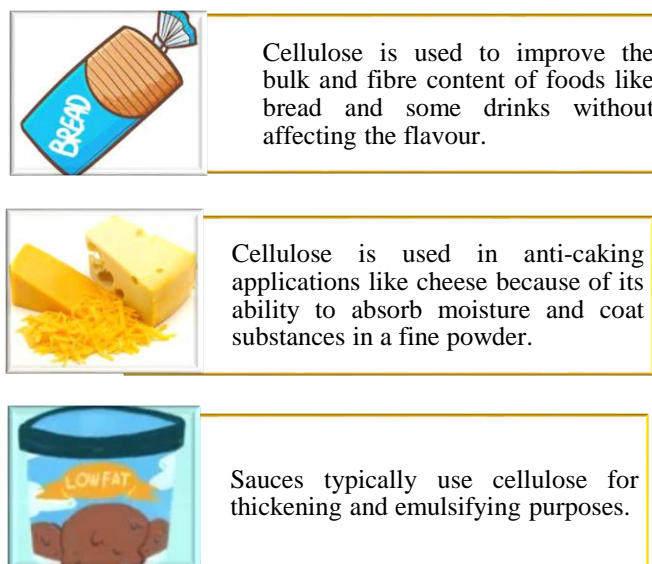 BREAD
Cellulose is used to improve the
bulk and fibre content of foods like
bread and some drinks without
affecting the flavour.
Cellulose is used in anti-caking
applications like cheese because of its
ability to absorb moisture and coat
substances in a fine powder.
LOW FAT
Sauces typically use cellulose for
thickening and emulsifying purposes.